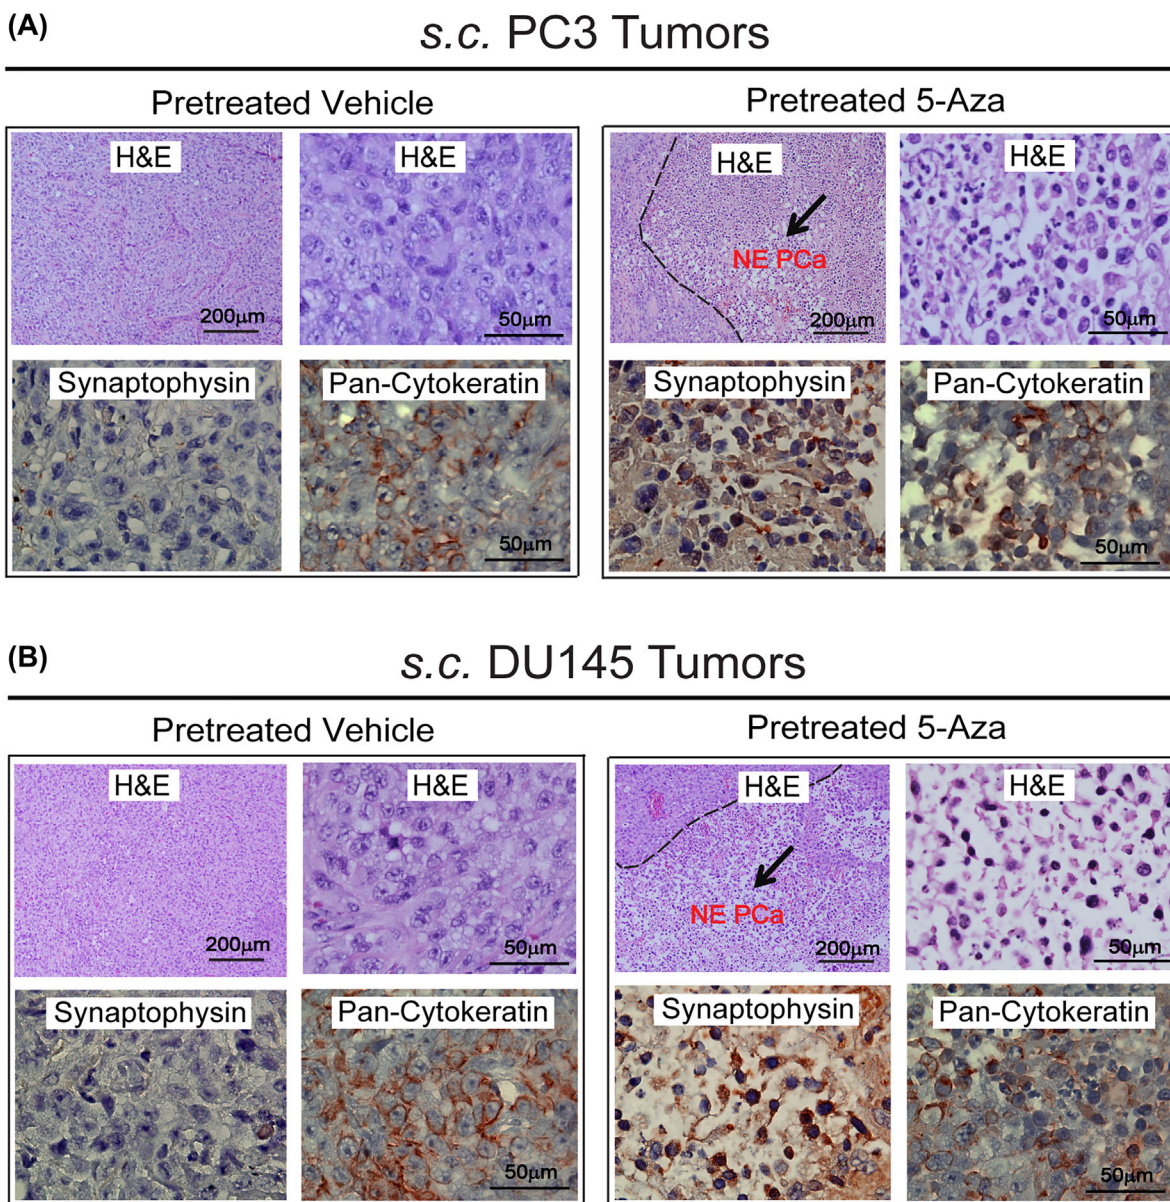 (A)
s.c. PC3 Tumors
Pretreated Vehicle
Pretreated 5-Aza
H&E
H&E
H&E
H&E
NE PCa
200μm
50μm
200μm
50μm
Synaptophysin
Pan-Cytokeratin
Synaptophysin
Pan-Cytokeratin
50μm
50μm
(B)
s.c. DU145 Tumors
Pretreated Vehicle
Pretreated 5-Aza
H&E
H&E
H&E
H&E
NE PCa
200μm
50μm
200μm
50μm
Synaptophysin
Pan-Cytokeratin
Synaptophysin
Pan-Cytokeratin
50μm
50μm